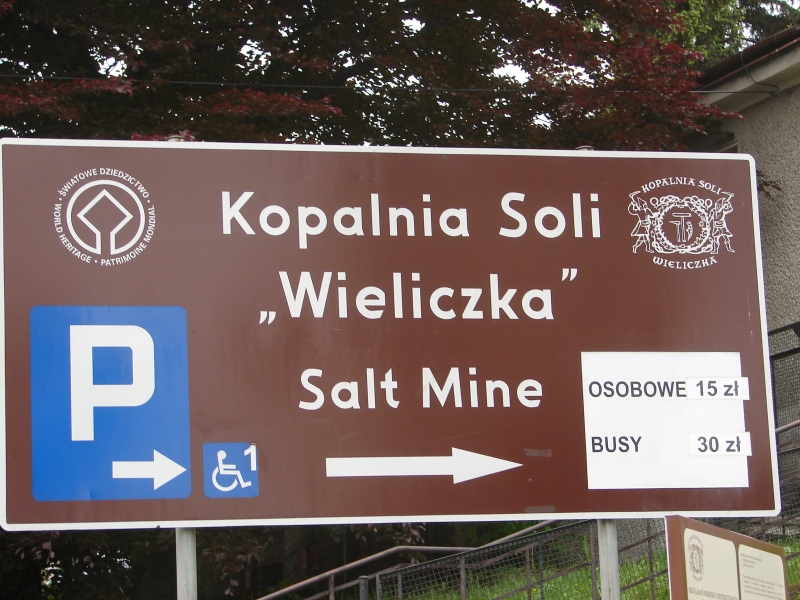 ŚWIATOWE DZIEDZICTWO • WORLD HERITAGE • PATRIMOINE MONDIAL
Kopalnia Soli
KOPALNIA SOLI
WIELICZKA
„Wieliczka”
Salt Mine
P
1
OSOBOWE 15 zł
BUSY 30 zł